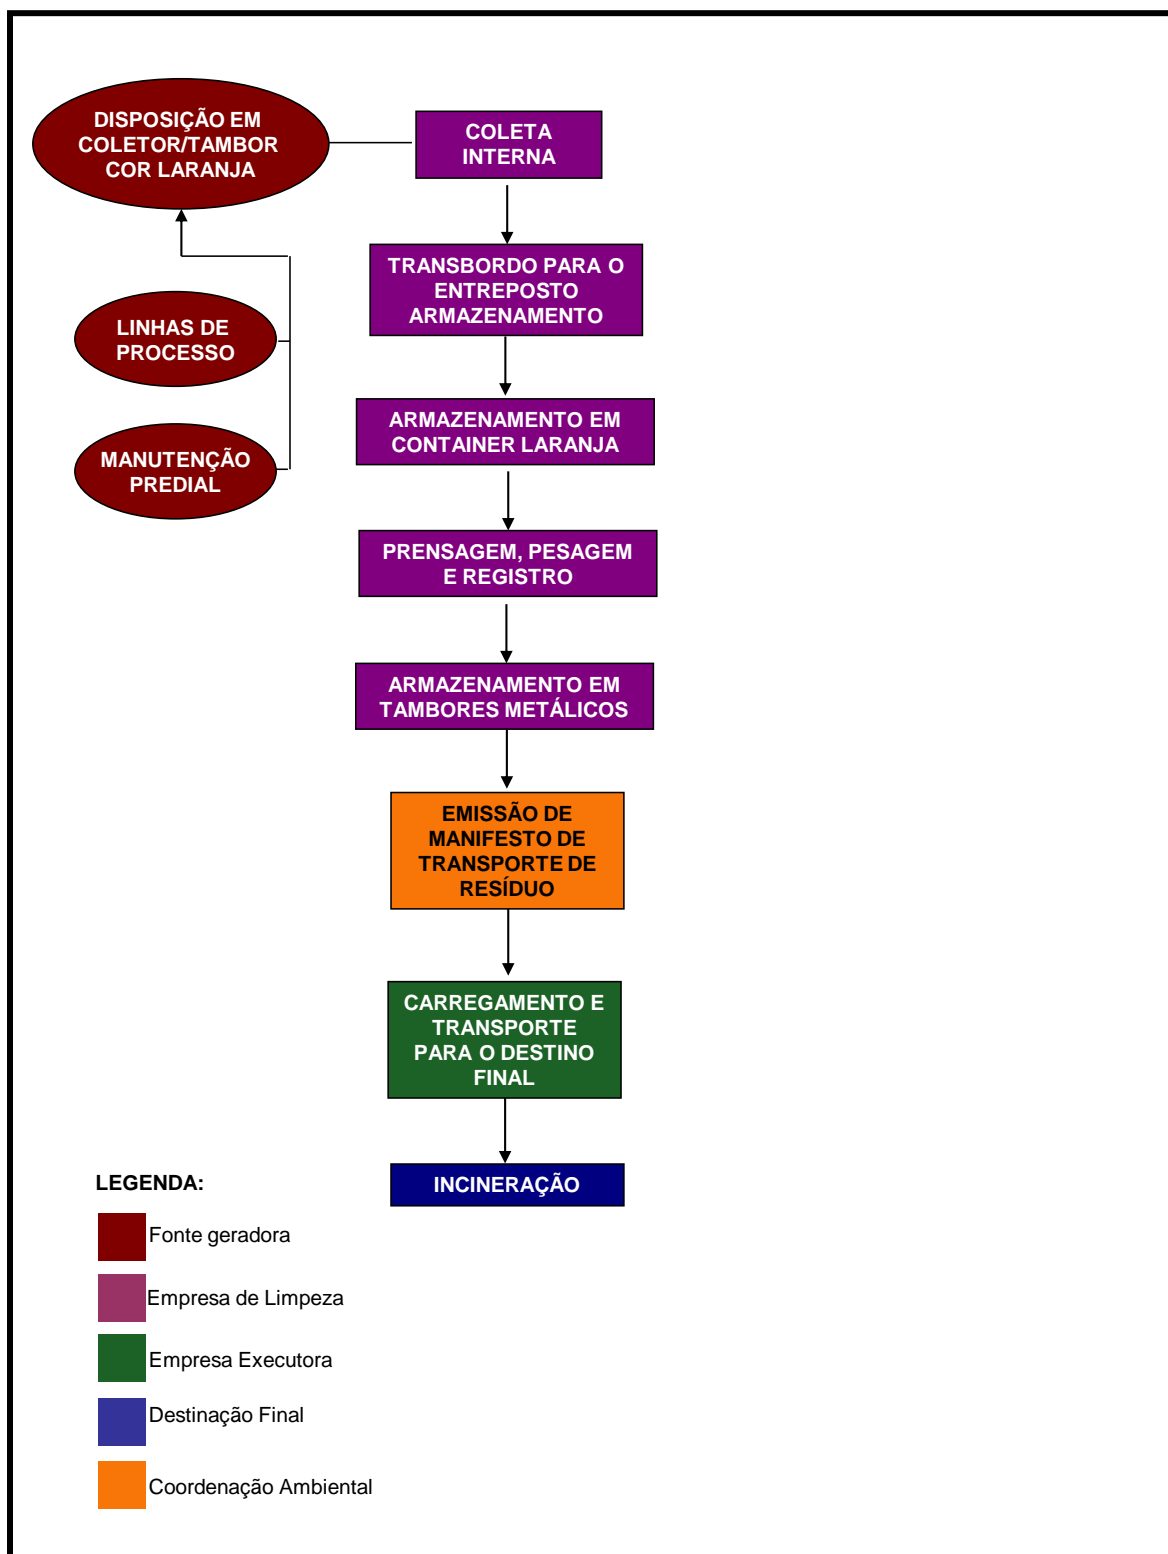 DISPOSIÇÃO EM
COLETOR/TAMBOR
COR LARANJA
COLETA
INTERNA
TRANSBORDO PARA O
ENTREPOSTO
ARMAZENAMENTO
LINHAS DE
PROCESSO
ARMAZENAMENTO EM
CONTAINER LARANJA
MANUTENÇÃO
PREDIAL
PRENSAGEM, PESAGEM
E REGISTRO
ARMAZENAMENTO EM
TAMBORES METÁLICOS
EMISSÃO DE
MANIFESTO DE
TRANSPORTE DE
RESÍDUO
CARREGAMENTO E
TRANSPORTE
PARA O DESTINO
FINAL
INCINERAÇÃO
LEGENDA:
Fonte geradora
Empresa de Limpeza
Empresa Executora
Destinação Final
Coordenação Ambiental